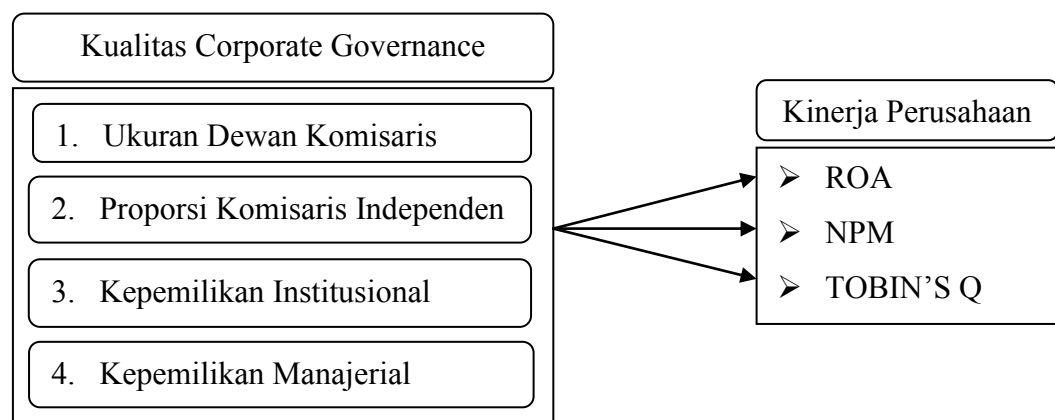 Kualitas Corporate Governance
1. Ukuran Dewan Komisaris
2. Proporsi Komisaris Independen
3. Kepemilikan Institusional
4. Kepemilikan Manajerial
Kinerja Perusahaan
➢ ROA
➢ NPM
➢ TOBIN’S Q